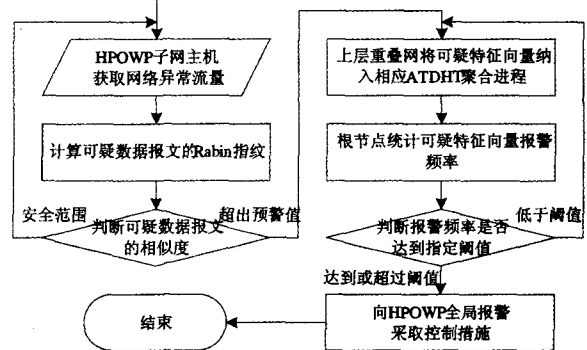 HPOWP子网主机
获取网络异常流量
计算可疑数据报文的Rabin指纹
安全范围
超出预警值
判断可疑数据报文
的相似度
上层重叠网将可疑特征向量纳
入相应ATDHT聚合进程
根节点统计可疑特征向量报警
频率
低于阈值
判断报警频率是否
达到指定阈值
达到或超过阈值
向HPOWP全局报警
采取控制措施
结束